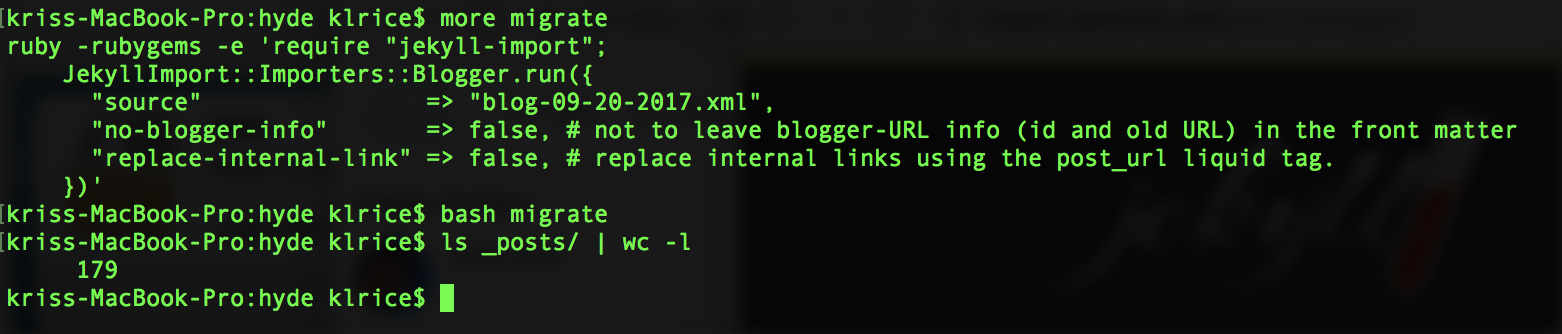 [kriss-MacBook-Pro:hyde klrice$ more migrate
ruby -rubygems -e 'require "jekyll-import";
    JekyllImport::Importers::Blogger.run({
      "source"                => "blog-09-20-2017.xml",
      "no-blogger-info"       => false, # not to leave blogger-URL info (id and old URL) in the front matter
      "replace-internal-link" => false, # replace internal links using the post_url liquid tag.
    })'
[kriss-MacBook-Pro:hyde klrice$ bash migrate
[kriss-MacBook-Pro:hyde klrice$ ls _posts/ | wc -l
     179
kriss-MacBook-Pro:hyde klrice$
jekyll